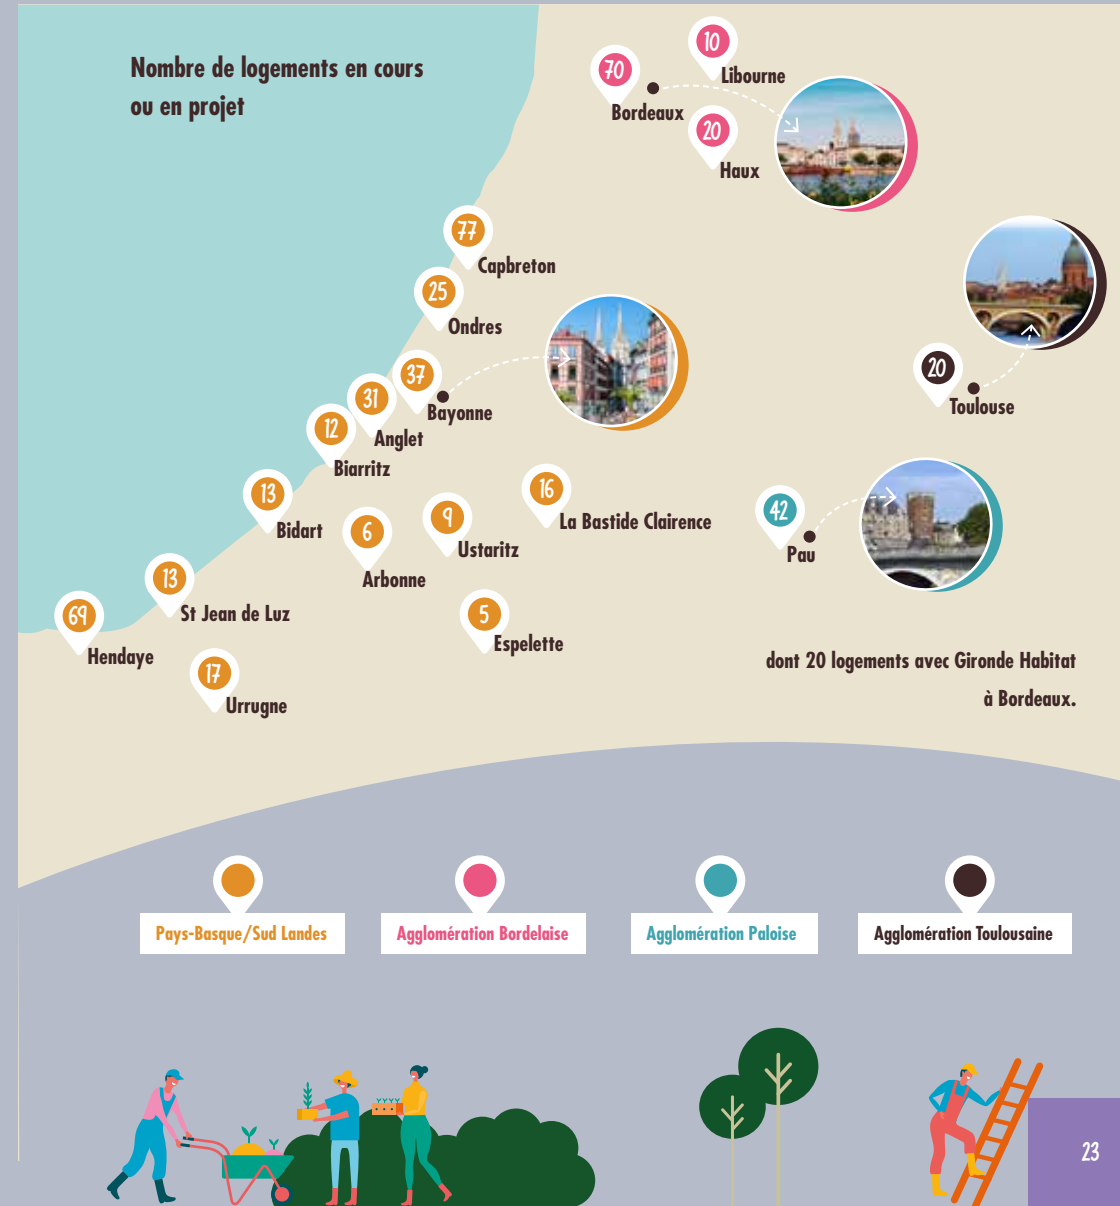 Nombre de logements en cours
ou en projet
10
Libourne
70
Bordeaux
20
Haux
77
Capbreton
25
Ondres
37
Bayonne
31
Anglet
12
Biarritz
20
Toulouse
13
Bidart
6
Arbonne
9
Ustaritz
16
La Bastide Clairence
42
Pau
13
St Jean de Luz
69
Hendaye
5
Espelette
17
Urrugne
dont 20 logements avec Gironde Habitat
à Bordeaux.
Pays-Basque/Sud Landes
Agglomération Bordelaise
Agglomération Paloise
Agglomération Toulousaine
23